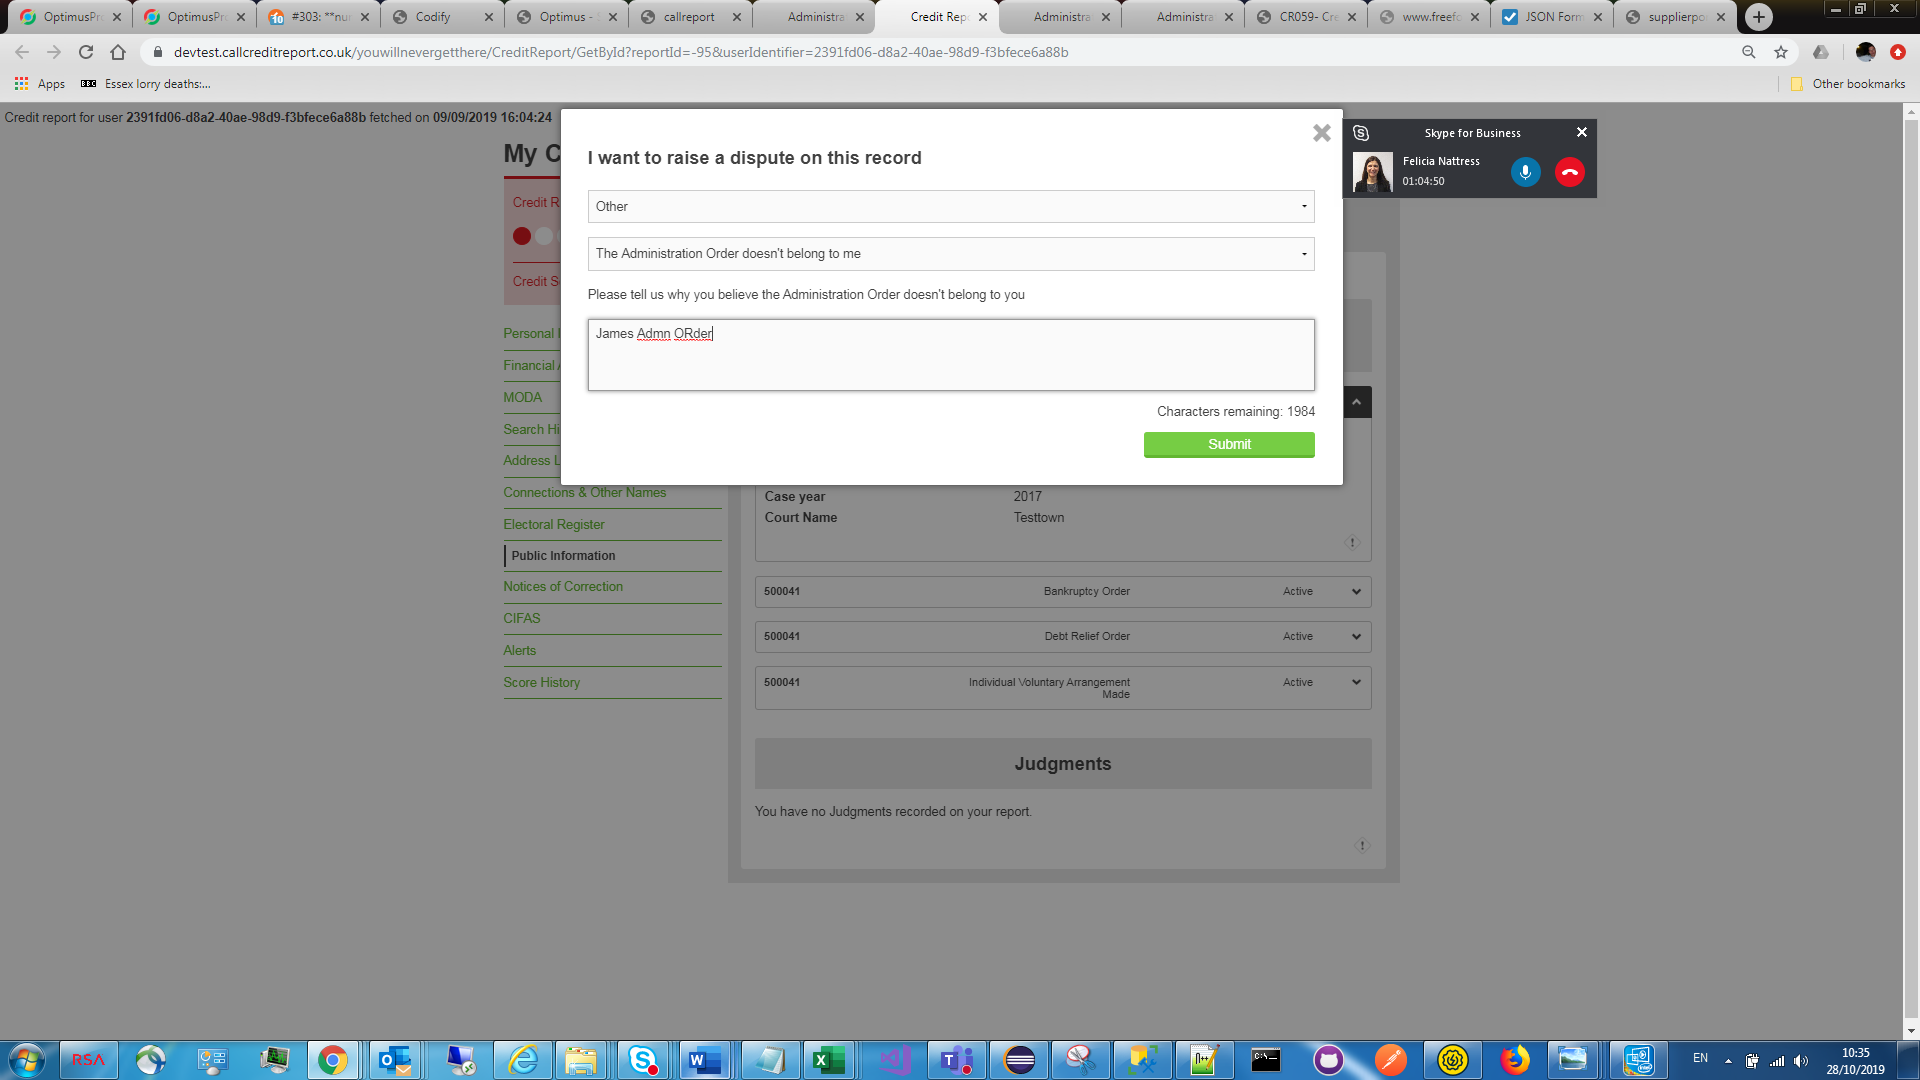 OptimusPro
OptimusPro
#303: **nur
Codify
Optimus -
callreport
Administra
Credit Rep
Administra
Administra
CR059- Cre
www.freefo
JSON Form
supplierpo
devtest.callcreditreport.co.uk/youwillnevergetthere/CreditReport/GetById?reportId=-95&userIdentifier=2391fd06-d8a2-40ae-98d9-f3bfece6a88b
Apps
BBC Essex lorry deaths:...
Other bookmarks
Credit report for user 2391fd06-d8a2-40ae-98d9-f3bfece6a88b fetched on 09/09/2019 16:04:24
My C
Credit R
Credit S
Personal I
Financial A
MODA
Search Hi
Address L
Connections & Other Names
Electoral Register
Public Information
Notices of Correction
CIFAS
Alerts
Score History
I want to raise a dispute on this record
Other
The Administration Order doesn't belong to me
Please tell us why you believe the Administration Order doesn't belong to you
James Admn ORder
Characters remaining: 1984
Submit
Skype for Business
Felicia Nattress
01:04:50
Case year 2017
Court Name Testtown
500041 Bankruptcy Order Active
500041 Debt Relief Order Active
500041 Individual Voluntary Arrangement Made Active
Judgments
You have no Judgments recorded on your report.
RSA
EN
10:35
28/10/2019